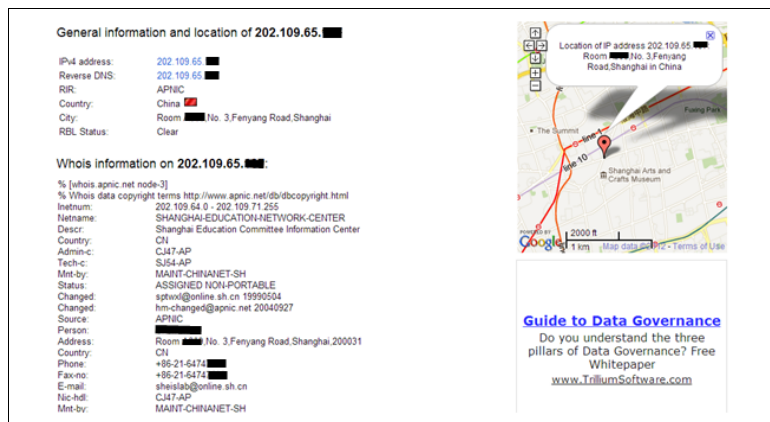 General information and location of 202.109.65.
IPv4 address: 202.109.65.
Reverse DNS: 202.109.65.
RIR: APNIC
Country: China
City: Room ,No. 3,Fenyang Road,Shanghai
RBL Status: Clear
Whois information on 202.109.65. :
% [whois.apnic.net node-3]
% Whois data copyright terms http://www.apnic.net/db/dbcopyright.html
Inetnum: 202.109.64.0 - 202.109.71.255
Netname: SHANGHAI-EDUCATION-NETWORK-CENTER
Descr: Shanghai Education Committee Information Center
Country: CN
Admin-c: CJ47-AP
Tech-c: SJ54-AP
Mnt-by: MAINT-CHINANET-SH
Status: ASSIGNED NON-PORTABLE
Changed: sptwxl@online.sh.cn 19990504
Changed: hm-changed@apnic.net 20040927
Source: APNIC
Person:
Address: Room ,No. 3,Fenyang Road,Shanghai,200031
Country: CN
Phone: +86-21-6474
Fax-no: +86-21-6474
E-mail: sheislab@online.sh.cn
Nic-hdl: CJ47-AP
Mnt-by: MAINT-CHINANET-SH
Location of IP address 202.109.65. :
Room ,No. 3,Fenyang
Road,Shanghai in China
Fuxing Park
The Summit
line 1
line 10
Shanghai Arts and
Crafts Museum
POWERED BY
Google
2000 ft
1 km
Map data ©2012 - Terms of Use
Guide to Data Governance
Do you understand the three
pillars of Data Governance? Free
Whitepaper
www.TrilliumSoftware.com